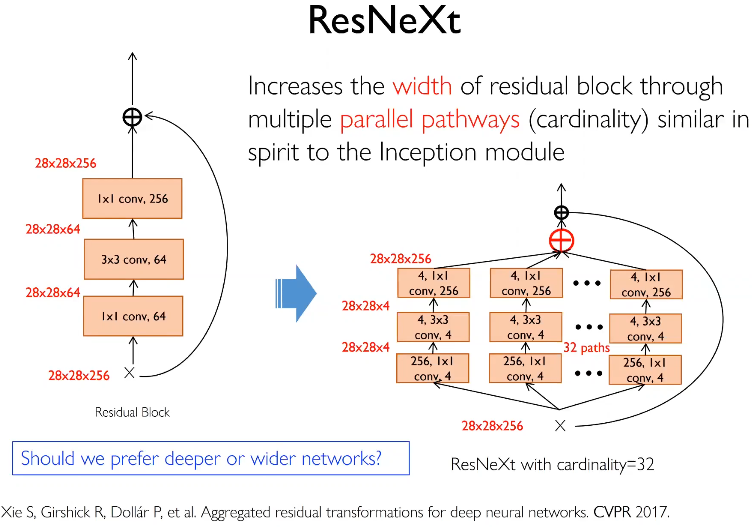 ResNeXt
Increases the width of residual block through
multiple parallel pathways (cardinality) similar in
spirit to the Inception module
28x28x256
1x1 conv, 256
28x28x64
3x3 conv, 64
28x28x64
1x1 conv, 64
28x28x256
X
Residual Block
28x28x256
4, 1x1
conv, 256
4, 1x1
conv, 256
4, 1x1
conv, 256
28x28x4
4, 3x3
conv, 4
4, 3x3
conv, 4
4, 3x3
conv, 4
28x28x4
32 paths
256, 1x1
conv, 4
256, 1x1
conv, 4
256, 1x1
conv, 4
28x28x256
X
ResNeXt with cardinality=32
Should we prefer deeper or wider networks?
Xie S, Girshick R, Dollár P, et al. Aggregated residual transformations for deep neural networks. CVPR 2017.